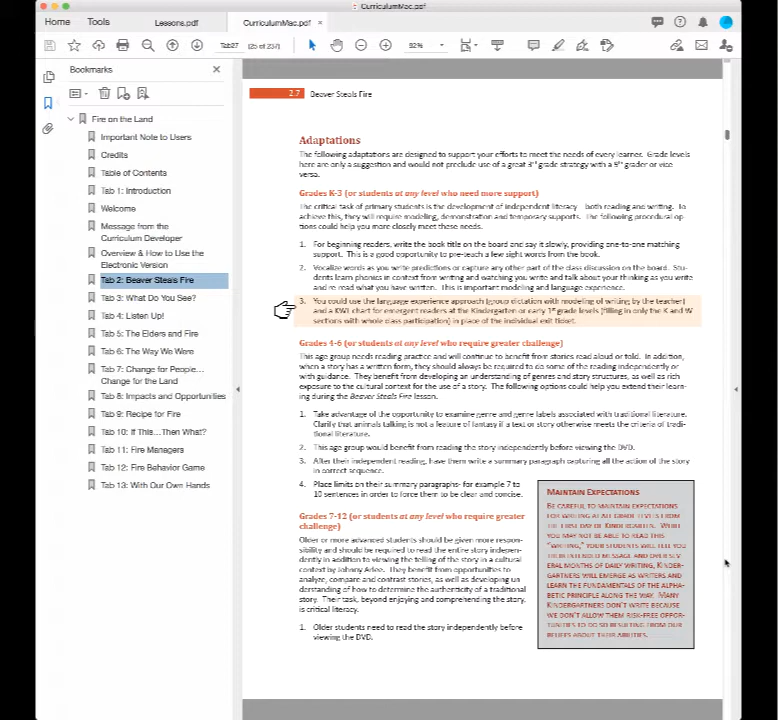 CurriculumMac.pdf
Home Tools Lessons.pdf CurriculumMac.pdf ×
Tab27 (25 of 237) 92%
Bookmarks
Fire on the Land
Important Note to Users
Credits
Table of Contents
Tab 1: Introduction
Welcome
Message from the
Curriculum Developer
Overview & How to Use the
Electronic Version
Tab 2: Beaver Steals Fire
Tab 3: What Do You See?
Tab 4: Listen Up!
Tab 5: The Elders and Fire
Tab 6: The Way We Were
Tab 7: Change for People...
Change for the Land
Tab 8: Impacts and Opportunities
Tab 9: Recipe for Fire
Tab 10: If This...Then What?
Tab 11: Fire Managers
Tab 12: Fire Behavior Game
Tab 13: With Our Own Hands
2.7 Beaver Steals Fire
Adaptations
The following adaptations are designed to support your efforts to meet the needs of every learner. Grade levels
here are only a suggestion and would not preclude use of a great 3rd grade strategy with a 9th grader or vice
versa.
Grades K-3 (or students at any level who need more support)
The critical task of primary students is the development of independent literacy - both reading and writing. To
achieve this, they will require modeling, demonstration and temporary supports. The following procedural op-
tions could help you more closely meet these needs.
1. For beginning readers, write the book title on the board and say it slowly, providing one-to-one matching
support. This is a good opportunity to pre-teach a few sight words from the book.
2. Vocalize words as you write predictions or capture any other part of the class discussion on the board. Stu-
dents learn phonics in context from writing and watching you write and talk about your thinking as you write
and re-read what you have written. This is important modeling and language experience.
3. You could use the language experience approach (group dictation with modeling of writing by the teacher)
and a KWL chart for emergent readers at the Kindergarten or early 1st grade levels (filling in only the K and W
sections with whole class participation) in place of the individual exit ticket.
Grades 4-6 (or students at any level who require greater challenge)
This age group needs reading practice and will continue to benefit from stories read aloud or told. In addition,
when a story has a written form, they should always be required to do some of the reading independently or
with guidance. They benefit from developing an understanding of genres and story structures, as well as rich
exposure to the cultural context for the use of a story. The following options could help you extend their learn-
ing during the Beaver Steals Fire lesson.
1. Take advantage of the opportunity to examine genre and genre labels associated with traditional literature.
Clarify that animals talking is not a feature of fantasy if a text or story otherwise meets the criteria of tradi-
tional literature.
2. This age group would benefit from reading the story independently before viewing the DVD.
3. After their independent reading, have them write a summary paragraph capturing all the action of the story
in correct sequence.
4. Place limits on their summary paragraphs- for example 7 to
10 sentences in order to force them to be clear and concise.
Grades 7-12 (or students at any level who require greater
challenge)
Older or more advanced students should be given more respon-
sibility and should be required to read the entire story indepen-
dently in addition to viewing the telling of the story in a cultural
context by Johnny Arlee. They benefit from opportunities to
analyze, compare and contrast stories, as well as developing un
derstanding of how to determine the authenticity of a traditional
story. Their task, beyond enjoying and comprehending the story,
is critical literacy.
1. Older students need to read the story independently before
viewing the DVD.
Maintain Expectations
Be careful to maintain expectations
for writing at all grade levels from
the first day of Kindergarten. While
you may not be able to read this
"writing," your students will tell you
the intended message and over sev-
eral months of daily writing, Kinder-
gartners will emerge as writers and
learn the fundamentals of the alpha-
betic principle along the way. Many
Kindergartners don't write because
we don't allow them risk-free oppor-
tunities to do so resulting from our
beliefs about their abilities.